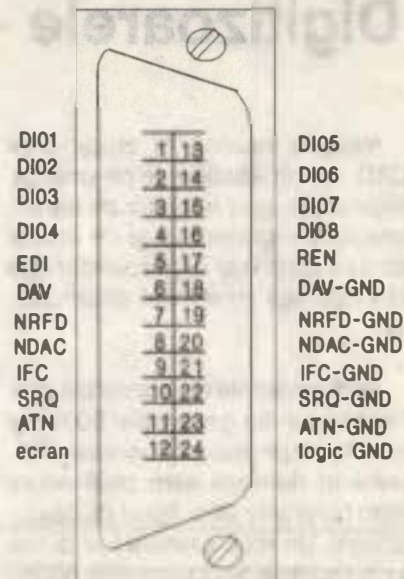 DIO1 1 13 DIO5
DIO2 2 14 DIO6
DIO3 3 15 DIO7
DIO4 4 16 DIO8
EDI 5 17 REN
DAV 6 18 DAV-GND
NRFD 7 19 NRFD-GND
NDAC 8 20 NDAC-GND
IFC 9 21 IFC-GND
SRQ 10 22 SRQ-GND
ATN 11 23 ATN-GND
ecran 12 24 logic GND